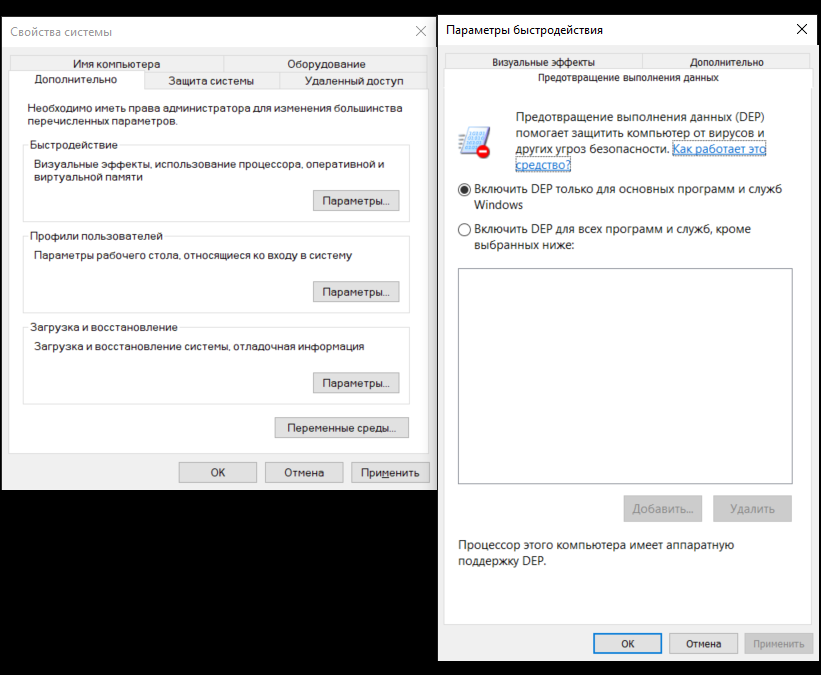 Свойства системы
Имя компьютера
Оборудование
Дополнительно
Защита системы
Удаленный доступ
Необходимо иметь права администратора для изменения большинства
перечисленных параметров.
Быстродействие
Визуальные эффекты, использование процессора, оперативной и
виртуальной памяти
Параметры...
Профили пользователей
Параметры рабочего стола, относящиеся ко входу в систему
Параметры...
Загрузка и восстановление
Загрузка и восстановление системы, отладочная информация
Параметры...
Переменные среды...
ОК
Отмена
Применить
Параметры быстродействия
Визуальные эффекты
Дополнительно
Предотвращение выполнения данных
Предотвращение выполнения данных (DEP)
помогает защитить компьютер от вирусов и
других угроз безопасности. Как работает это
средство?
Включить DEP только для основных программ и служб
Windows
Включить DEP для всех программ и служб, кроме
выбранных ниже:
Добавить...
Удалить
Процессор этого компьютера имеет аппаратную
поддержку DEP.
ОК
Отмена
Применить